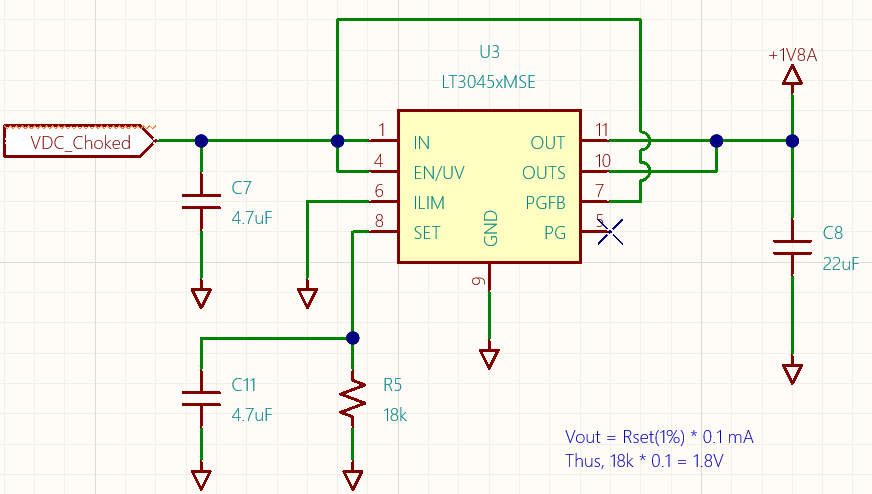 U3
+1V8A
LT3045xMSE
VDC_Choked
1 IN OUT 11
4 EN/UV OUTS 10
6 ILIM PGFB 7
8 SET GND PG 5
9
C7
4.7uF
C8
22uF
C11
4.7uF
R5
18k
Vout = Rset(1%) * 0.1 mA
Thus, 18k * 0.1 = 1.8V